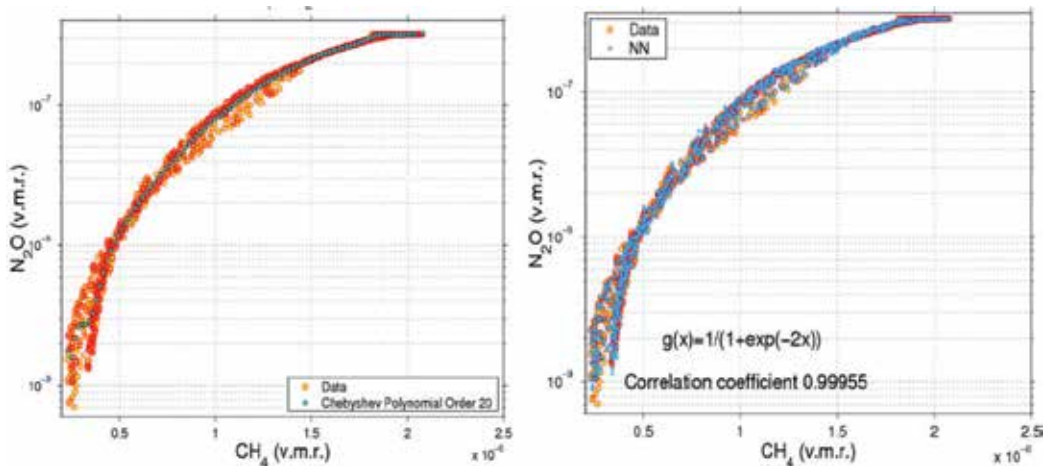 10⁻⁷
10⁻⁸
10⁻⁹
N₂O (v.m.r.)
Data
Chebyshev Polynomial Order 20
0.5
1
1.5
2
2.5
CH₄ (v.m.r.)
x 10⁻⁶
Data
NN
10⁻⁷
10⁻⁸
10⁻⁹
N₂O (v.m.r.)
g(x)=1/(1+exp(−2x))
Correlation coefficient 0.99955
0.5
1
1.5
2
2.5
CH₄ (v.m.r.)
x 10⁻⁶